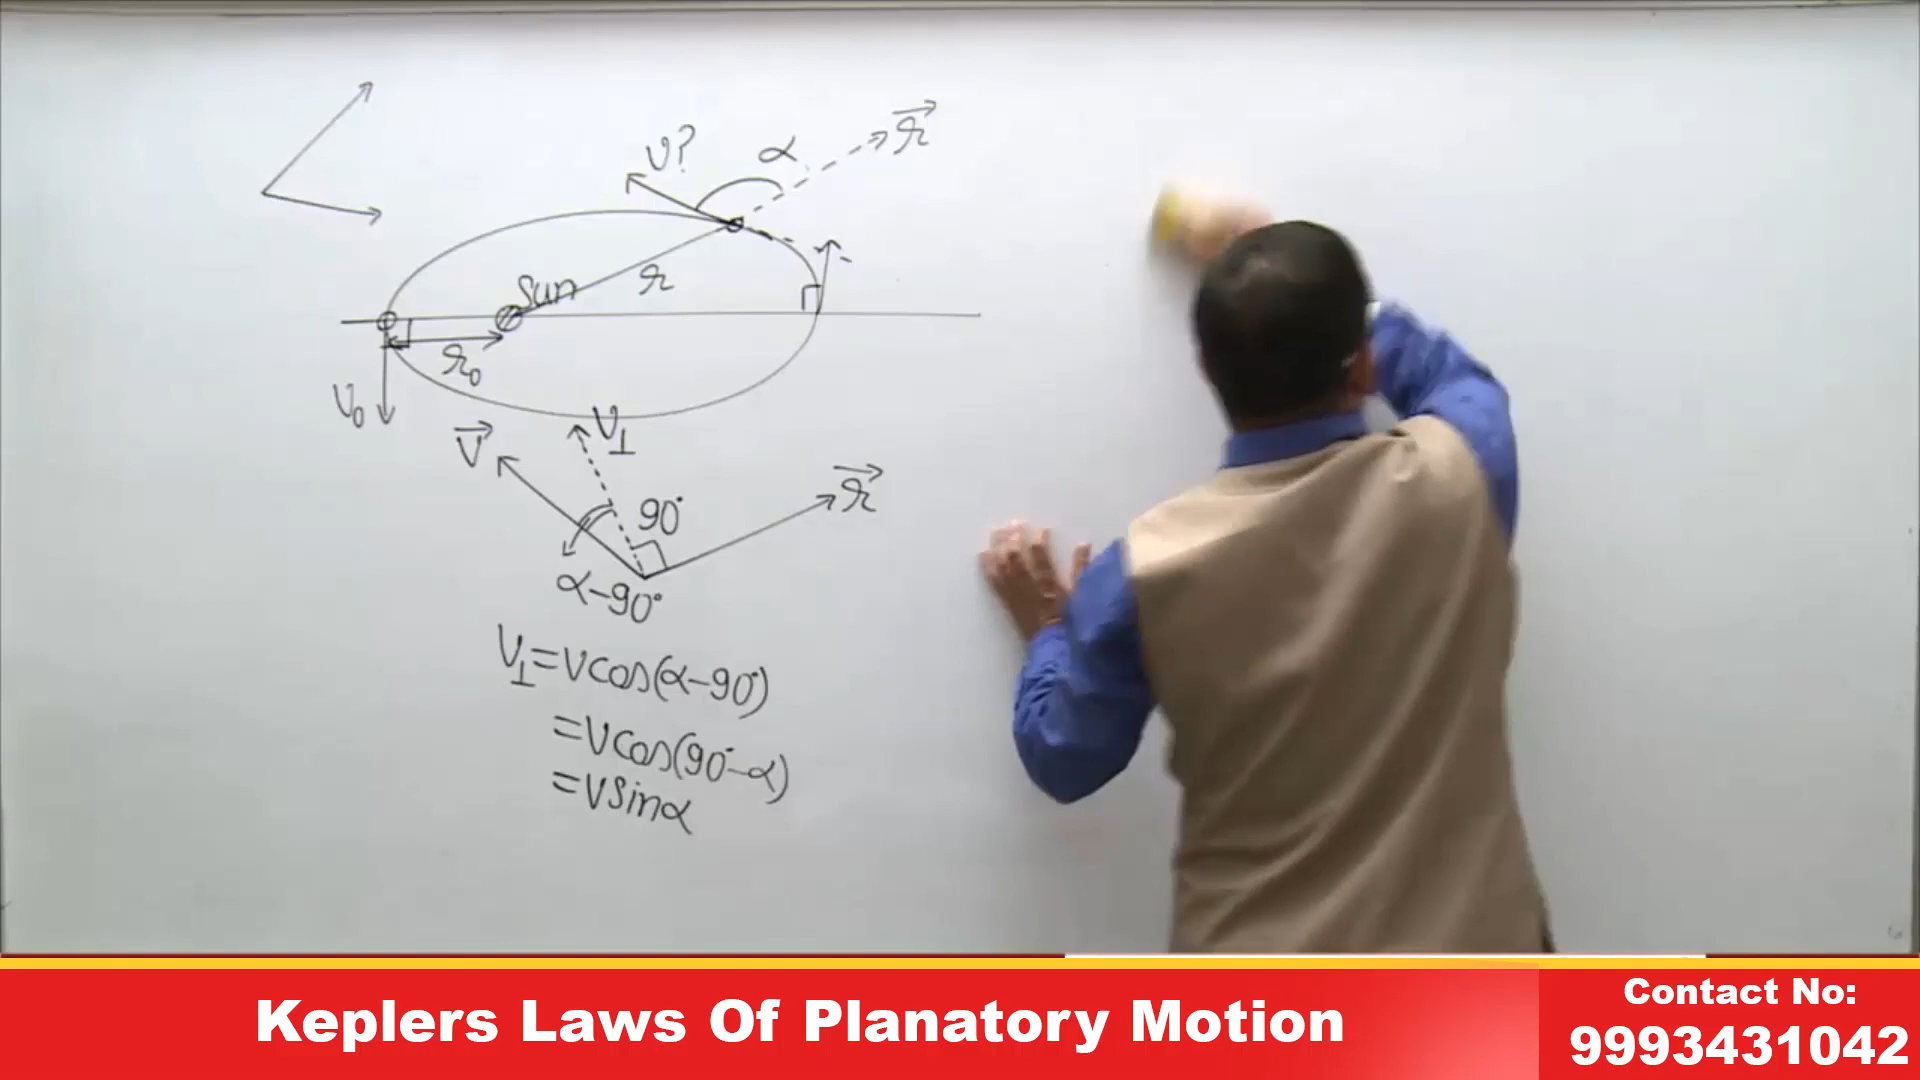 v?
α
r⃗
Sun
r
r₀
v₀
v⃗
v⊥
90°
r⃗
α-90°
v⊥=vcos(α-90°)
=vcos(90°-α)
=vsinα
Keplers Laws Of Planatory Motion
Contact No:
9993431042